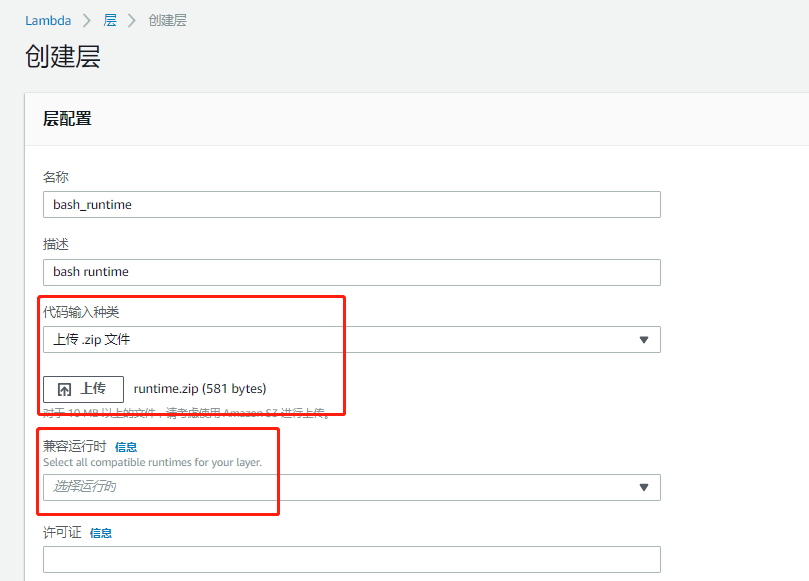 Lambda > 层 > 创建层
创建层
层配置
名称
bash_runtime
描述
bash runtime
代码输入种类
上传 .zip 文件
上传 runtime.zip (581 bytes)
对于 10 MB 以上的文件，请考虑使用 Amazon S3 进行上传。
兼容运行时 信息
Select all compatible runtimes for your layer.
选择运行时
许可证 信息